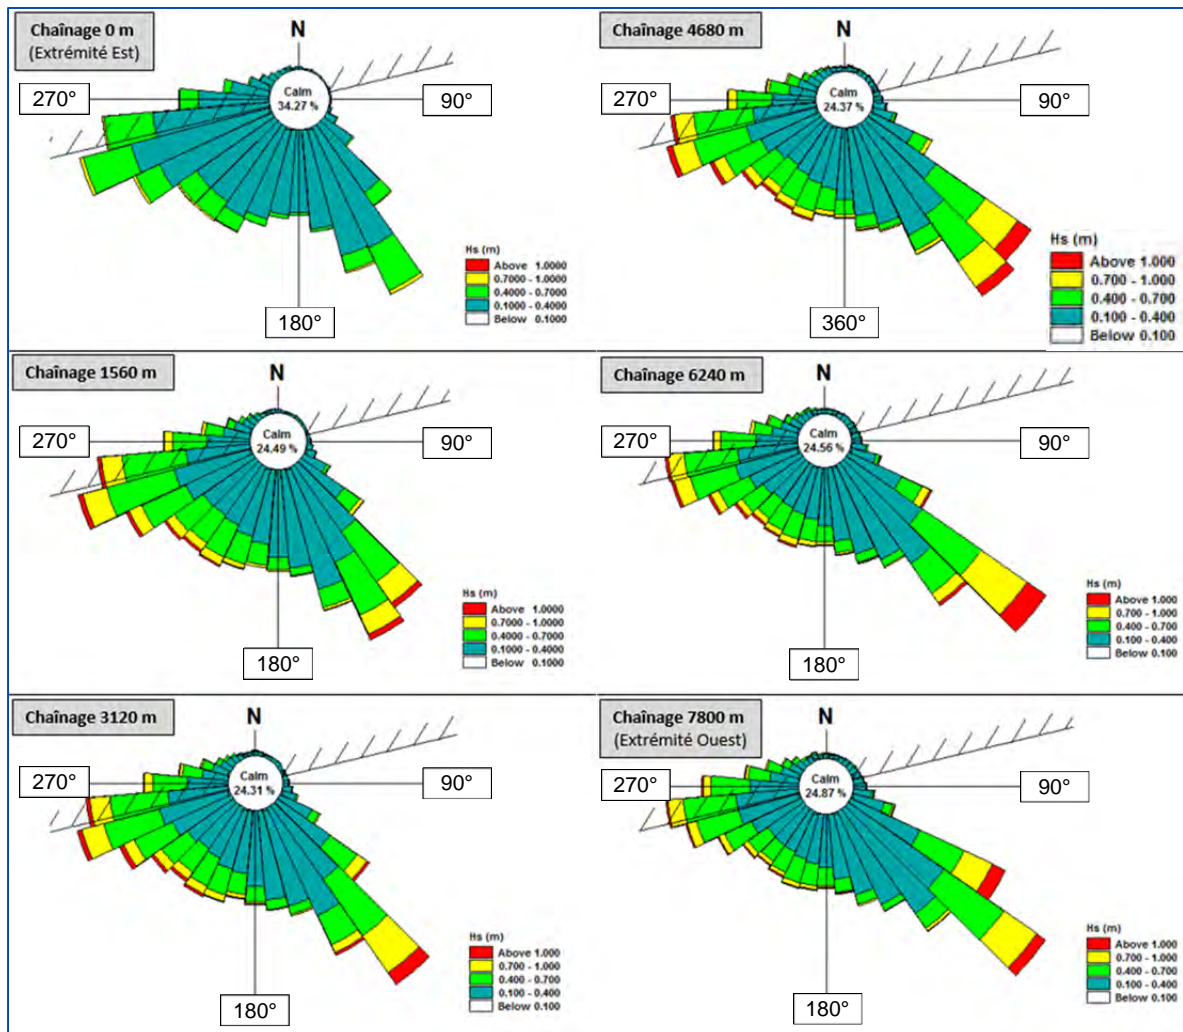 Chaînage 0 m
(Extrémité Est)
N
270°
Calm
34.27 %
90°
180°
Hs (m)
Above 1.0000
0.7000 - 1.0000
0.4000 - 0.7000
0.1000 - 0.4000
Below 0.1000
Chaînage 4680 m
N
270°
Calm
24.37 %
90°
360°
Hs (m)
Above 1.000
0.700 - 1.000
0.400 - 0.700
0.100 - 0.400
Below 0.100
Chaînage 1560 m
N
270°
Calm
24.49 %
90°
180°
Hs (m)
Above 1.0000
0.7000 - 1.0000
0.4000 - 0.7000
0.1000 - 0.4000
Below 0.1000
Chaînage 6240 m
N
270°
Calm
24.56 %
90°
180°
Hs (m)
Above 1.000
0.700 - 1.000
0.400 - 0.700
0.100 - 0.400
Below 0.100
Chaînage 3120 m
N
270°
Calm
24.31 %
90°
180°
Hs (m)
Above 1.000
0.700 - 1.000
0.400 - 0.700
0.100 - 0.400
Below 0.100
Chaînage 7800 m
(Extrémité Ouest)
N
270°
Calm
24.87 %
90°
180°
Hs (m)
Above 1.000
0.700 - 1.000
0.400 - 0.700
0.100 - 0.400
Below 0.100